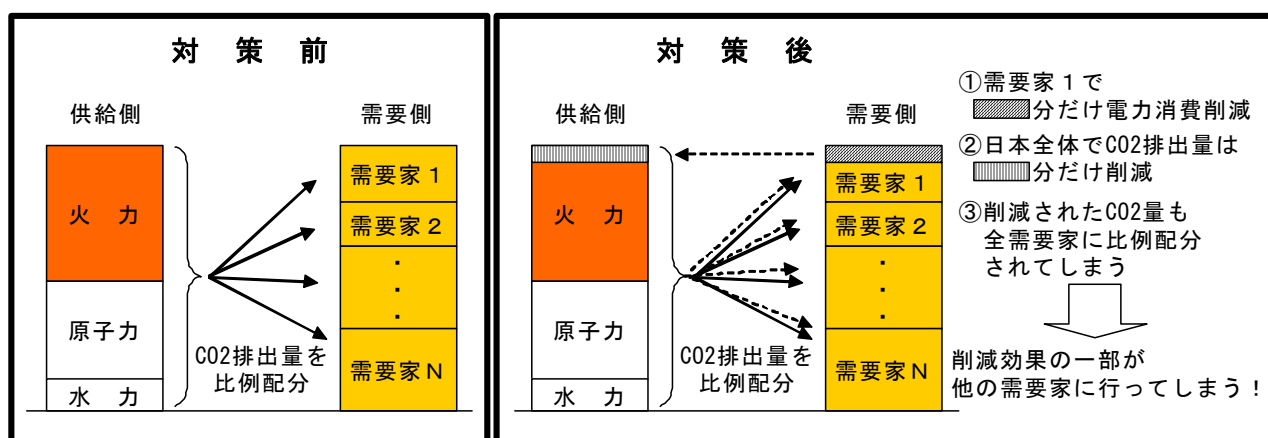 対 策 前
供給側
需要側
火 力
原子力
水 力
CO2排出量を
比例配分
需要家１
需要家２
・
・
・
需要家Ｎ
対 策 後
供給側
需要側
火 力
原子力
水 力
CO2排出量を
比例配分
需要家１
需要家２
・
・
・
需要家Ｎ
①需要家１で
分だけ電力消費削減
②日本全体でCO2排出量は
分だけ削減
③削減されたCO2量も
全需要家に比例配分
されてしまう
削減効果の一部が
他の需要家に行ってしまう！